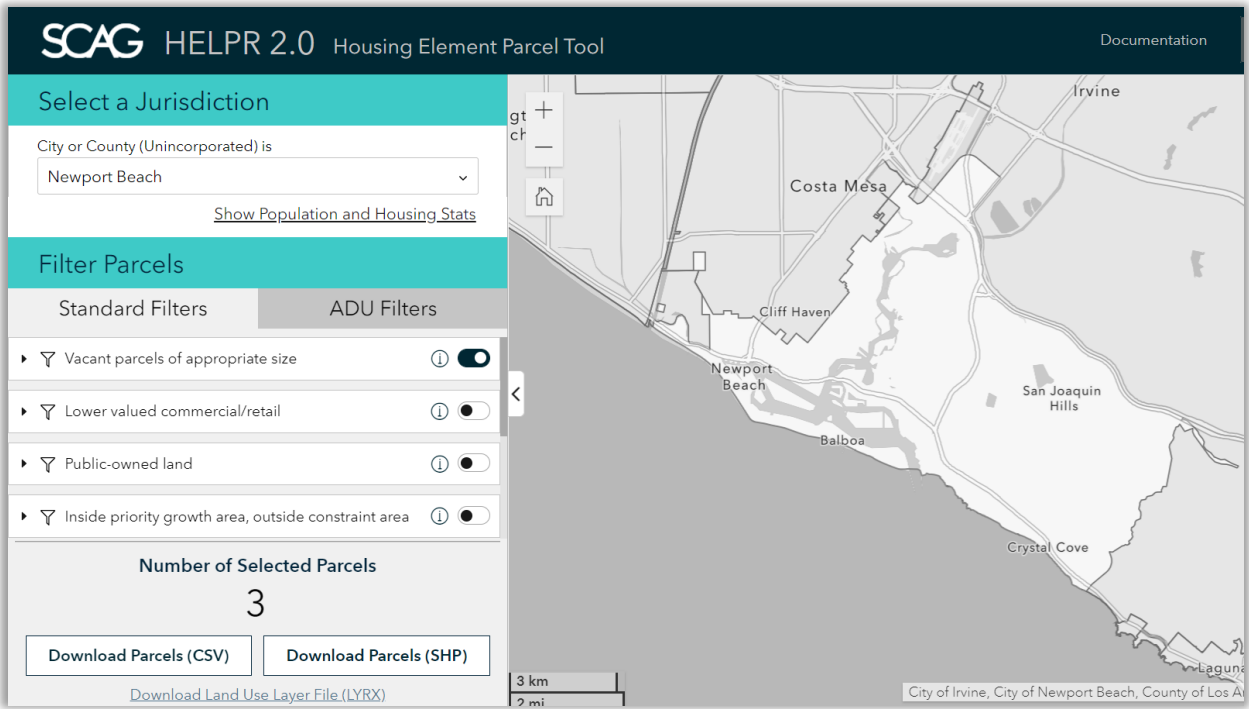 SCAG HELPR 2.0 Housing Element Parcel Tool
Documentation
Select a Jurisdiction
City or County (Unincorporated) is
Newport Beach
Show Population and Housing Stats
Filter Parcels
Standard Filters
ADU Filters
Vacant parcels of appropriate size
Lower valued commercial/retail
Public-owned land
Inside priority growth area, outside constraint area
Number of Selected Parcels
3
Download Parcels (CSV)
Download Parcels (SHP)
Download Land Use Layer File (LYRX)
gt
ch
Irvine
Costa Mesa
Cliff Haven
Newport
Beach
San Joaquin
Hills
Balboa
Crystal Cove
Laguna
3 km
2 mi
City of Irvine, City of Newport Beach, County of Los A